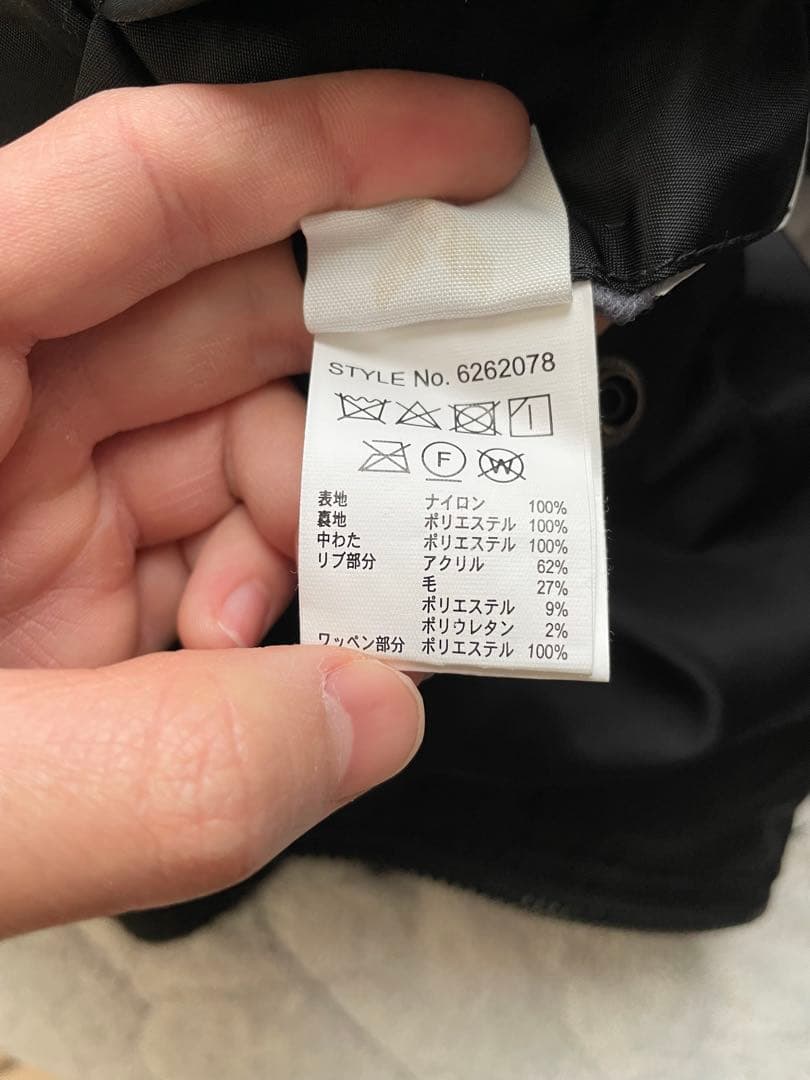 STYLE No. 6262078
F
W
表地 ナイロン 100%
裏地 ポリエステル 100%
中わた ポリエステル 100%
リブ部分 アクリル 62%
毛 27%
ポリエステル 9%
ポリウレタン 2%
ワッペン部分 ポリエステル 100%